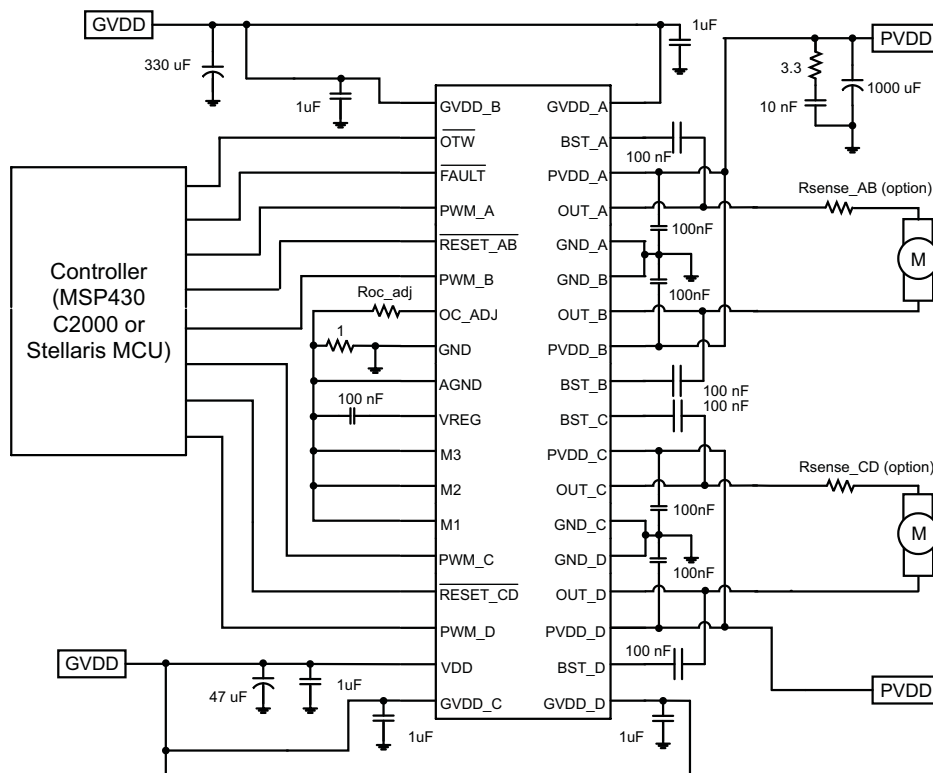 GVDD
1uF
PVDD
330 uF
3.3
1000 uF
1uF
10 nF
GVDD_B
GVDD_A
OTW
BST_A
100 nF
FAULT
PVDD_A
Rsense_AB (option)
PWM_A
OUT_A
100nF
RESET_AB
GND_A
M
Controller
(MSP430
C2000 or
Stellaris MCU)
PWM_B
GND_B
100nF
Roc_adj
OC_ADJ
OUT_B
1
GND
PVDD_B
AGND
BST_B
100 nF
100 nF
100 nF
VREG
BST_C
M3
PVDD_C
Rsense_CD (option)
M2
OUT_C
100nF
M1
GND_C
M
PWM_C
GND_D
100nF
RESET_CD
OUT_D
PWM_D
PVDD_D
100 nF
GVDD
VDD
BST_D
47 uF
1uF
PVDD
GVDD_C
GVDD_D
1uF
1uF